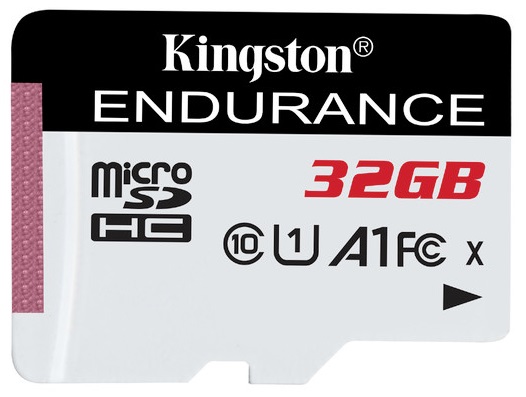 Kingston®
ENDURANCE
micro
SD
HC
32GB
10 U1 A1 FC X